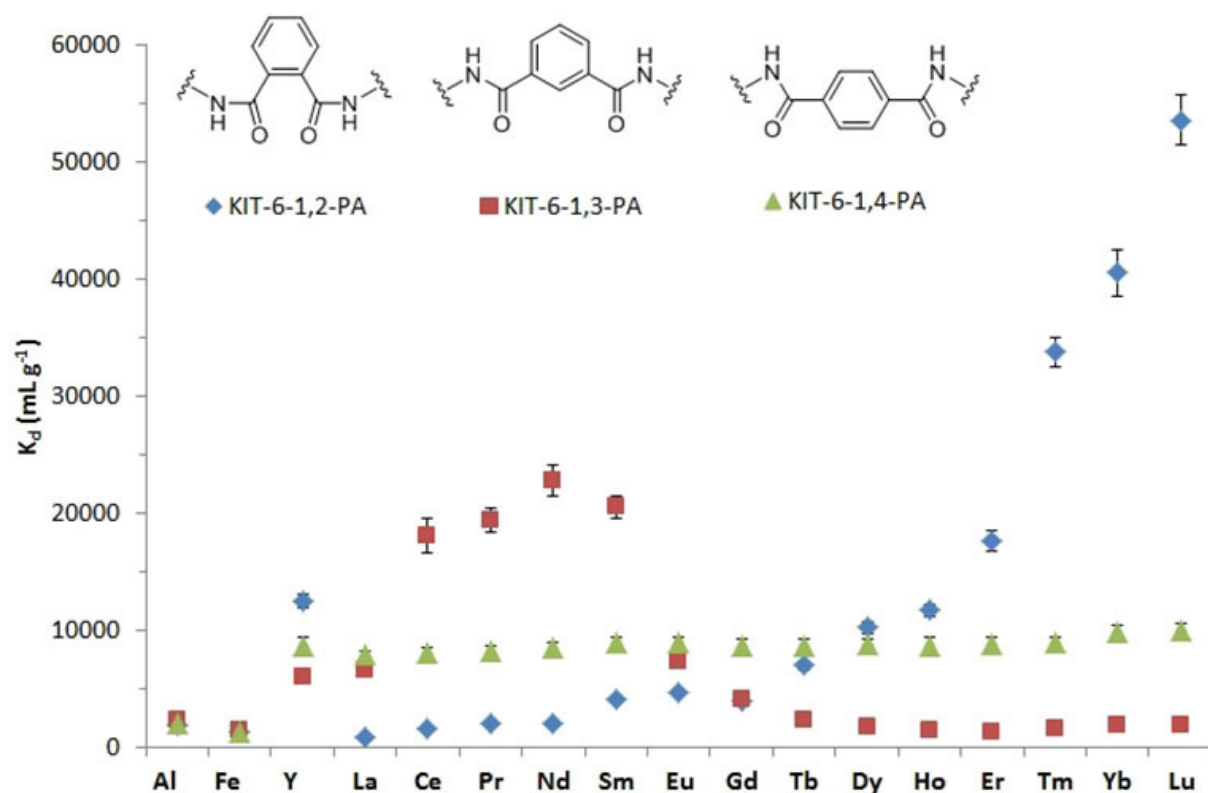 60000
50000
40000
30000
20000
10000
0
K_d (mL g⁻¹)
H
N
N
H
O
O
N
H
O
O
H
N
H
N
O
O
H
N
KIT-6-1,2-PA
KIT-6-1,3-PA
KIT-6-1,4-PA
Al Fe Y La Ce Pr Nd Sm Eu Gd Tb Dy Ho Er Tm Yb Lu